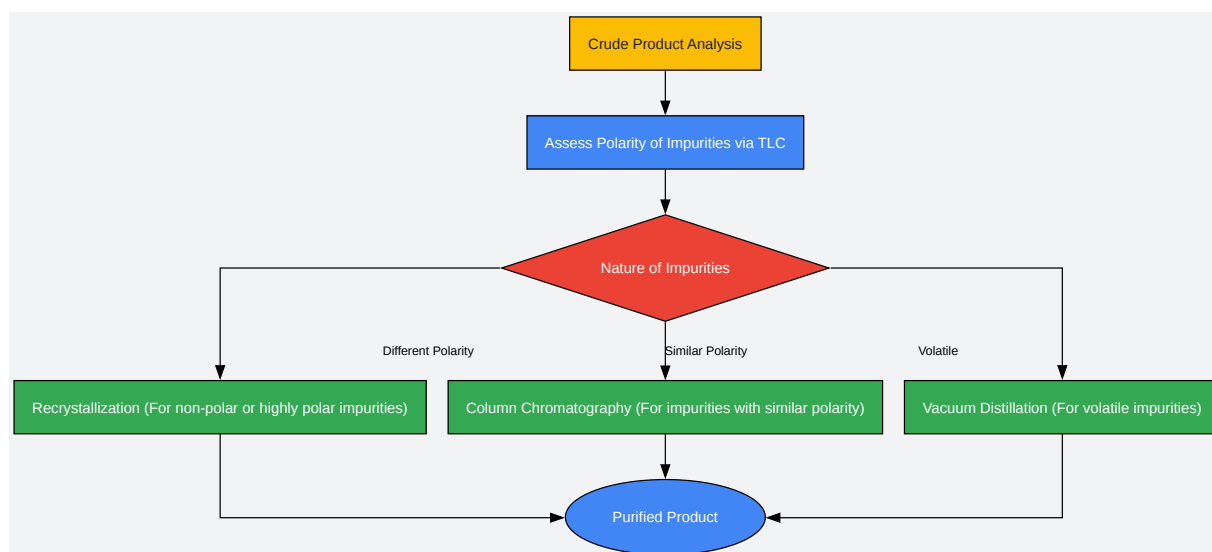 Crude Product Analysis
Assess Polarity of Impurities via TLC
Nature of Impurities
Different Polarity
Similar Polarity
Volatile
Recrystallization (For non-polar or highly polar impurities)
Column Chromatography (For impurities with similar polarity)
Vacuum Distillation (For volatile impurities)
Purified Product